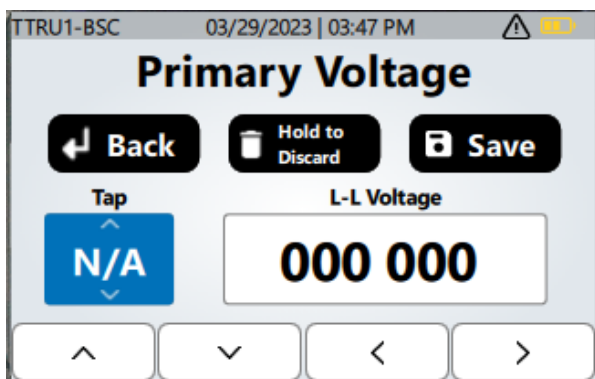 TTRU1-BSC 03/29/2023 | 03:47 PM
Primary Voltage
Back
Hold to
Discard
Save
Tap
L-L Voltage
N/A
000 000